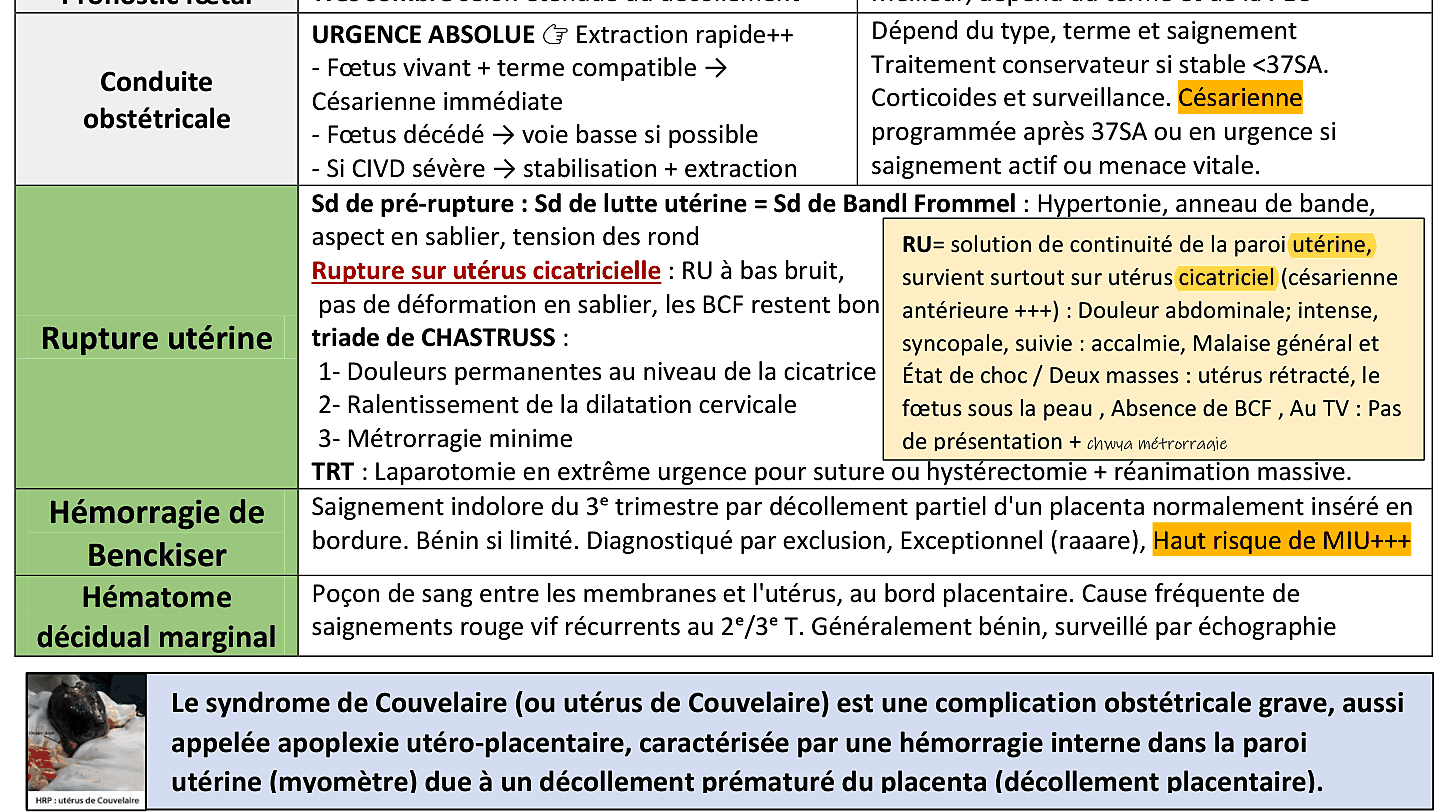 Conduite
obstétricale
URGENCE ABSOLUE ☞ Extraction rapide++
- Fœtus vivant + terme compatible →
Césarienne immédiate
- Fœtus décédé → voie basse si possible
- Si CIVD sévère → stabilisation + extraction
Dépend du type, terme et saignement
Traitement conservateur si stable <37SA.
Corticoides et surveillance. Césarienne
programmée après 37SA ou en urgence si
saignement actif ou menace vitale.
Rupture utérine
Sd de pré-rupture : Sd de lutte utérine = Sd de Bandl Frommel : Hypertonie, anneau de bande,
aspect en sablier, tension des rond
Rupture sur utérus cicatricielle : RU à bas bruit,
pas de déformation en sablier, les BCF restent bon
triade de CHASTRUSS :
1- Douleurs permanentes au niveau de la cicatrice
2- Ralentissement de la dilatation cervicale
3- Métrorragie minime
TRT : Laparotomie en extrême urgence pour suture ou hystérectomie + réanimation massive.
RU= solution de continuité de la paroi utérine,
survient surtout sur utérus cicatriciel (césarienne
antérieure +++) : Douleur abdominale; intense,
syncopale, suivie : accalmie, Malaise général et
État de choc / Deux masses : utérus rétracté, le
fœtus sous la peau , Absence de BCF , Au TV : Pas
de présentation + chwya métrorragie
Hémorragie de
Benckiser
Saignement indolore du 3ᵉ trimestre par décollement partiel d'un placenta normalement inséré en
bordure. Bénin si limité. Diagnostiqué par exclusion, Exceptionnel (raaare), Haut risque de MIU+++
Hématome
décidual marginal
Poçon de sang entre les membranes et l'utérus, au bord placentaire. Cause fréquente de
saignements rouge vif récurrents au 2ᵉ/3ᵉ T. Généralement bénin, surveillé par échographie
Le syndrome de Couvelaire (ou utérus de Couvelaire) est une complication obstétricale grave, aussi
appelée apoplexie utéro-placentaire, caractérisée par une hémorragie interne dans la paroi
utérine (myomètre) due à un décollement prématuré du placenta (décollement placentaire).
HRP : utérus de Couvelaire